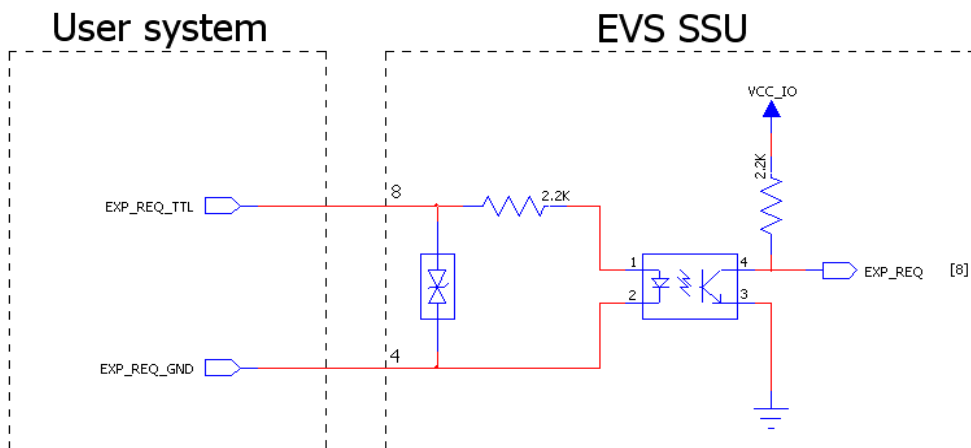 User system
EVS SSU
VCC_IO
2.2K
8
2.2K
EXP_REQ_TTL
1
4
EXP_REQ [8]
2
3
4
EXP_REQ_GND